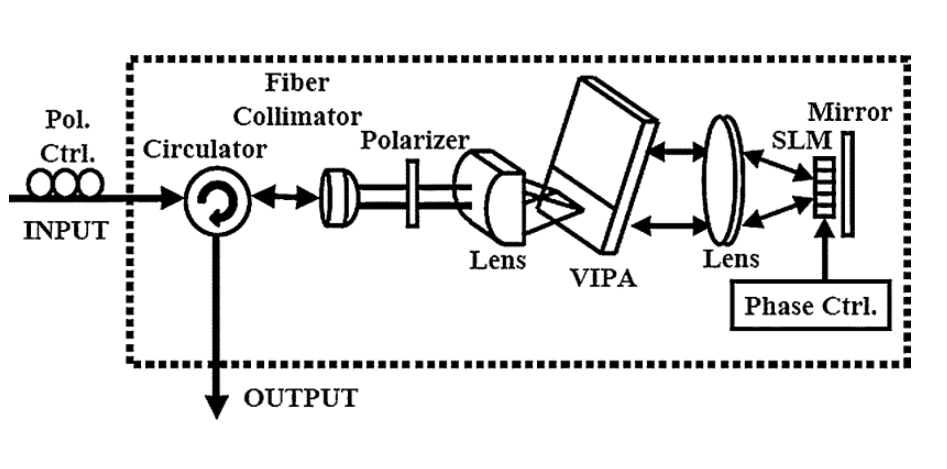 Fiber
Collimator
Pol.
Ctrl.
Circulator
Polarizer
Mirror
SLM
INPUT
Lens
VIPA
Lens
Phase Ctrl.
OUTPUT